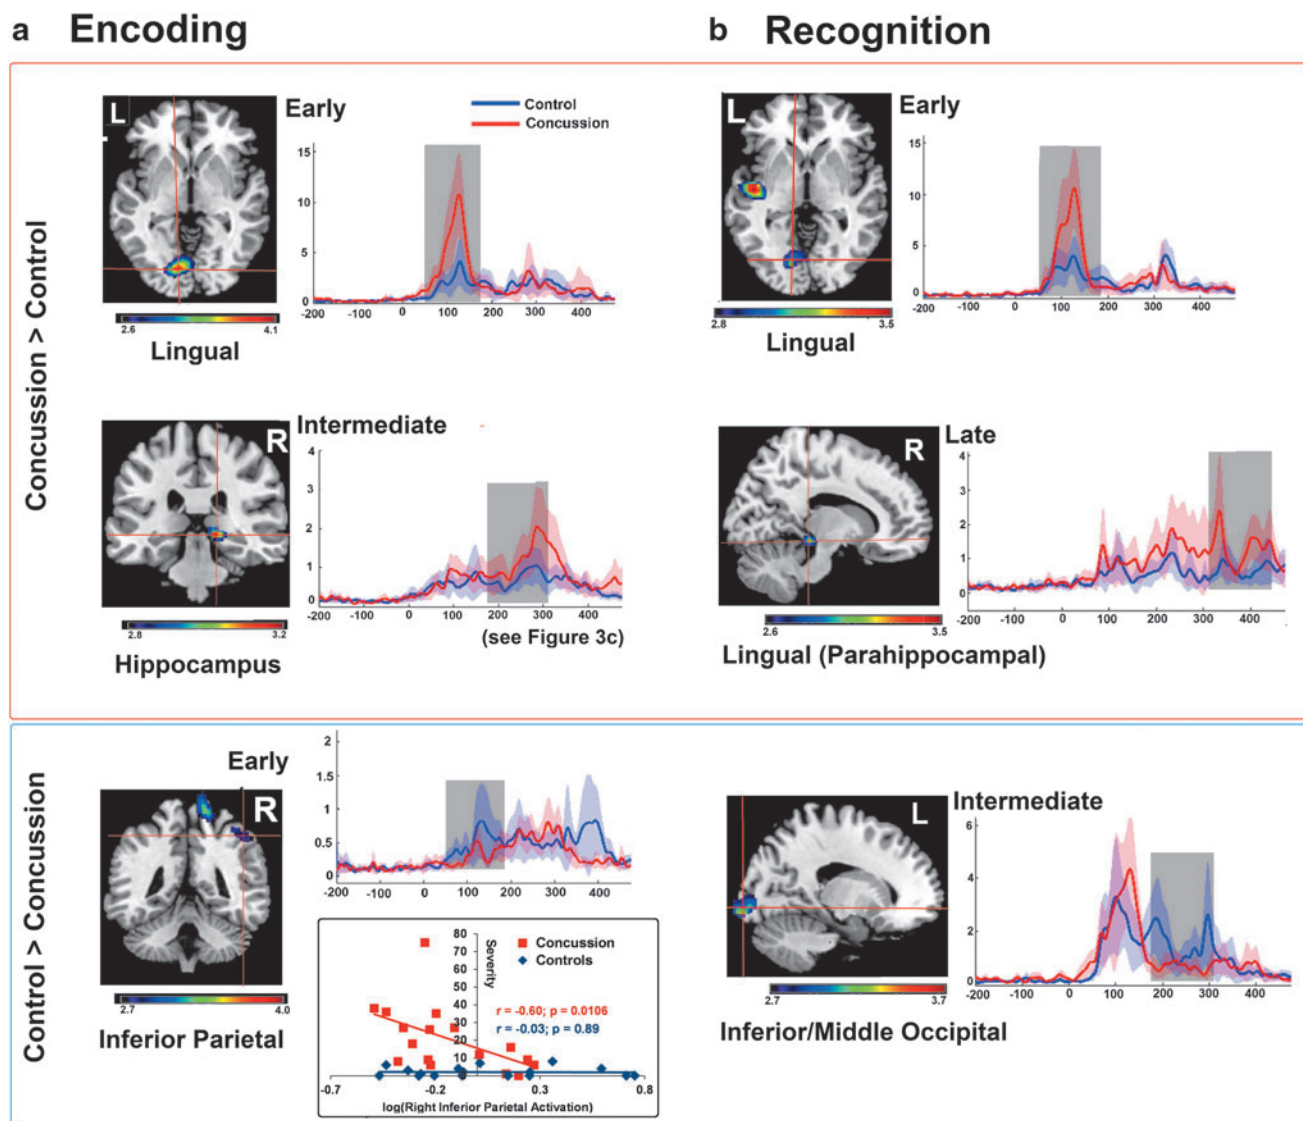 a Encoding
b Recognition
Concussion > Control
L
Early
Control
Concussion
15
10
5
0
-200 -100 0 100 200 300 400
2.6 4.1
Lingual
L
Early
15
10
5
0
-200 -100 0 100 200 300 400
2.8 3.5
Lingual
R
Intermediate
4
3
2
1
0
-200 -100 0 100 200 300 400
(see Figure 3c)
2.8 3.2
Hippocampus
R
Late
4
3
2
1
0
-200 -100 0 100 200 300 400
2.6 3.5
Lingual (Parahippocampal)
Control > Concussion
Early
R
2
1.5
1
0.5
0
-200 -100 0 100 200 300 400
2.7 4.0
Inferior Parietal
80
70
60
50
40
30
20
10
Severity
Concussion
Controls
r = -0.60; p = 0.0106
r = -0.03; p = 0.89
-0.7 -0.2 0.3 0.8
log(Right Inferior Parietal Activation)
L
Intermediate
6
4
2
0
-200 -100 0 100 200 300 400
2.7 3.7
Inferior/Middle Occipital